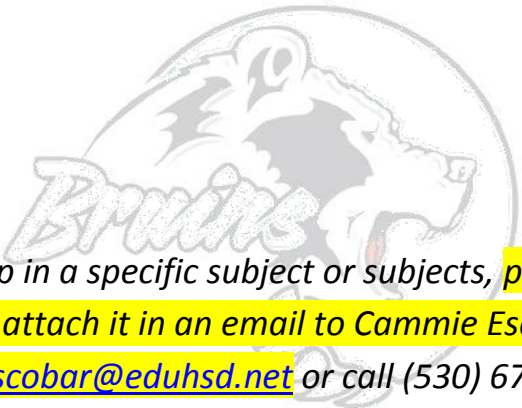 Bruins
p in a specific subject or subjects, p
attach it in an email to Cammie Es
scobar@eduhsd.net or call (530) 67